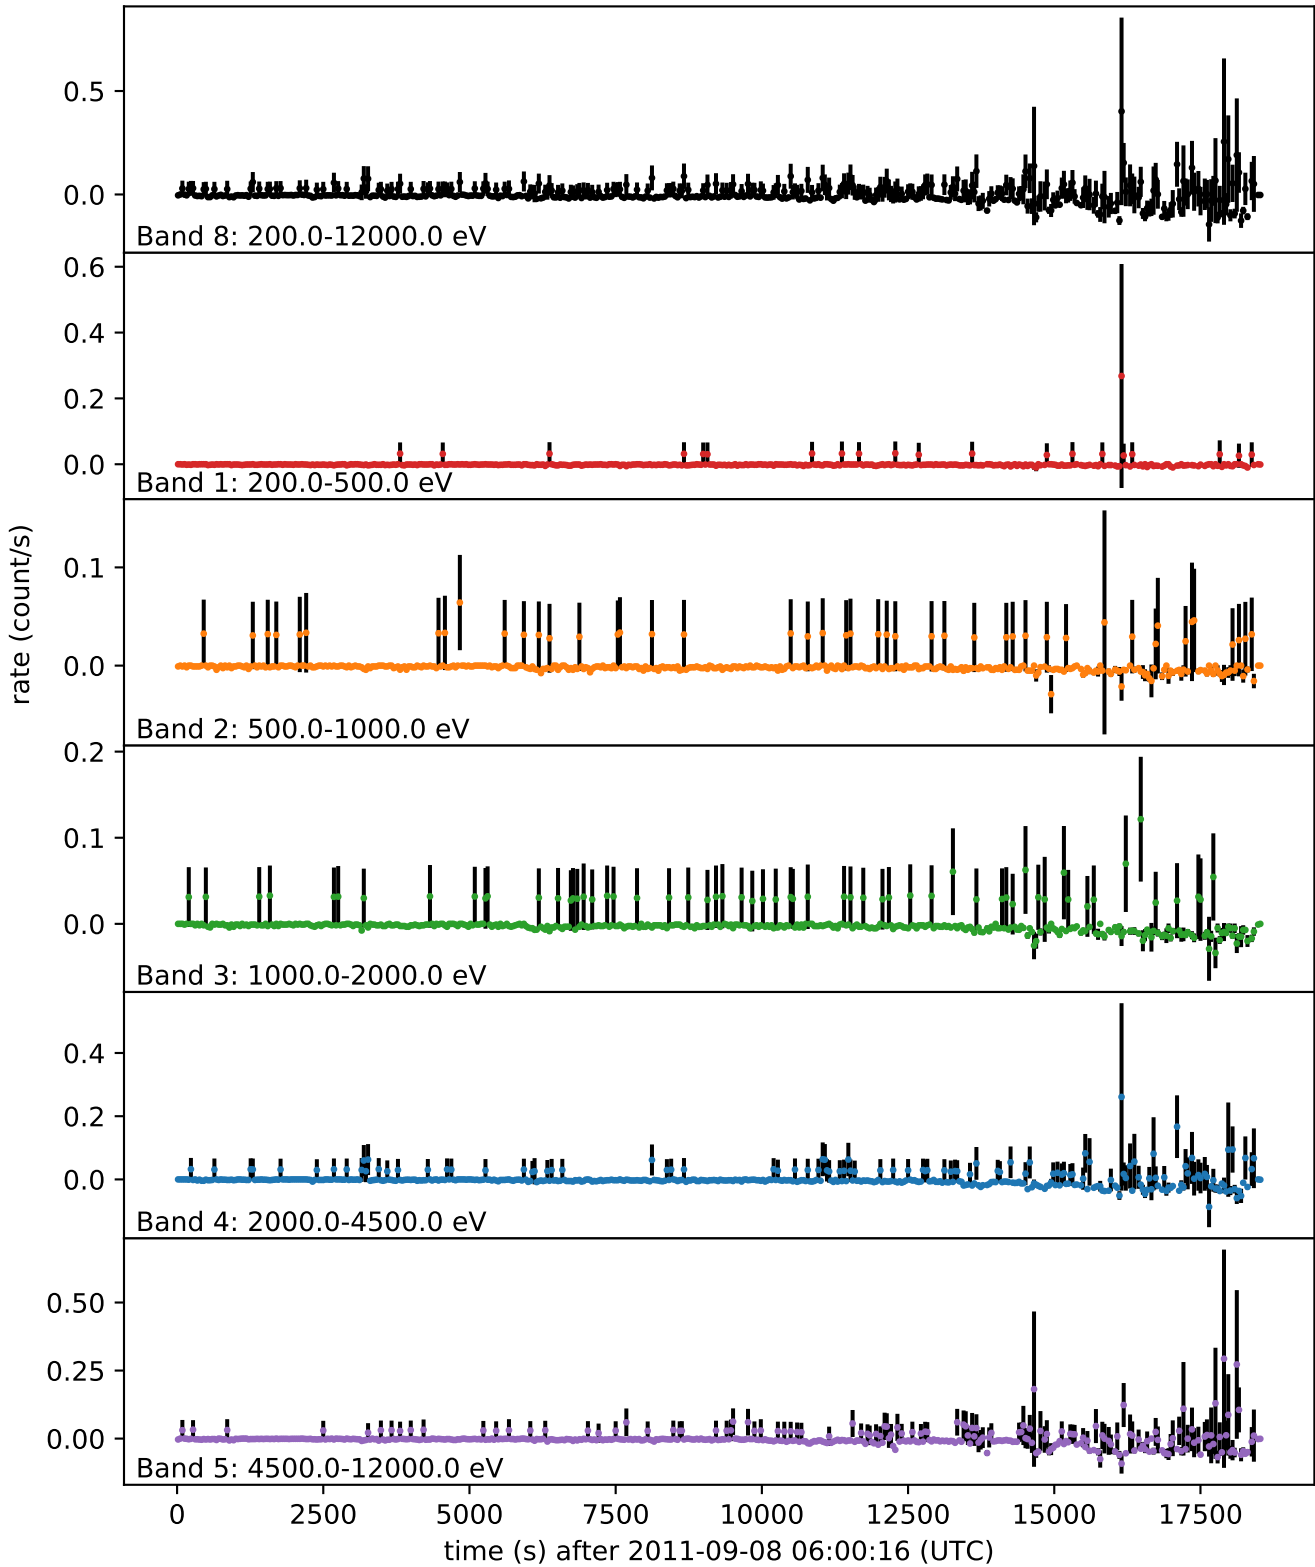 0.5
0.0
Band 8: 200.0-12000.0 eV
0.6
0.4
0.2
0.0
Band 1: 200.0-500.0 eV
rate (count/s)
0.1
0.0
Band 2: 500.0-1000.0 eV
0.2
0.1
0.0
Band 3: 1000.0-2000.0 eV
0.4
0.2
0.0
Band 4: 2000.0-4500.0 eV
0.50
0.25
0.00
Band 5: 4500.0-12000.0 eV
0 2500 5000 7500 10000 12500 15000 17500
time (s) after 2011-09-08 06:00:16 (UTC)